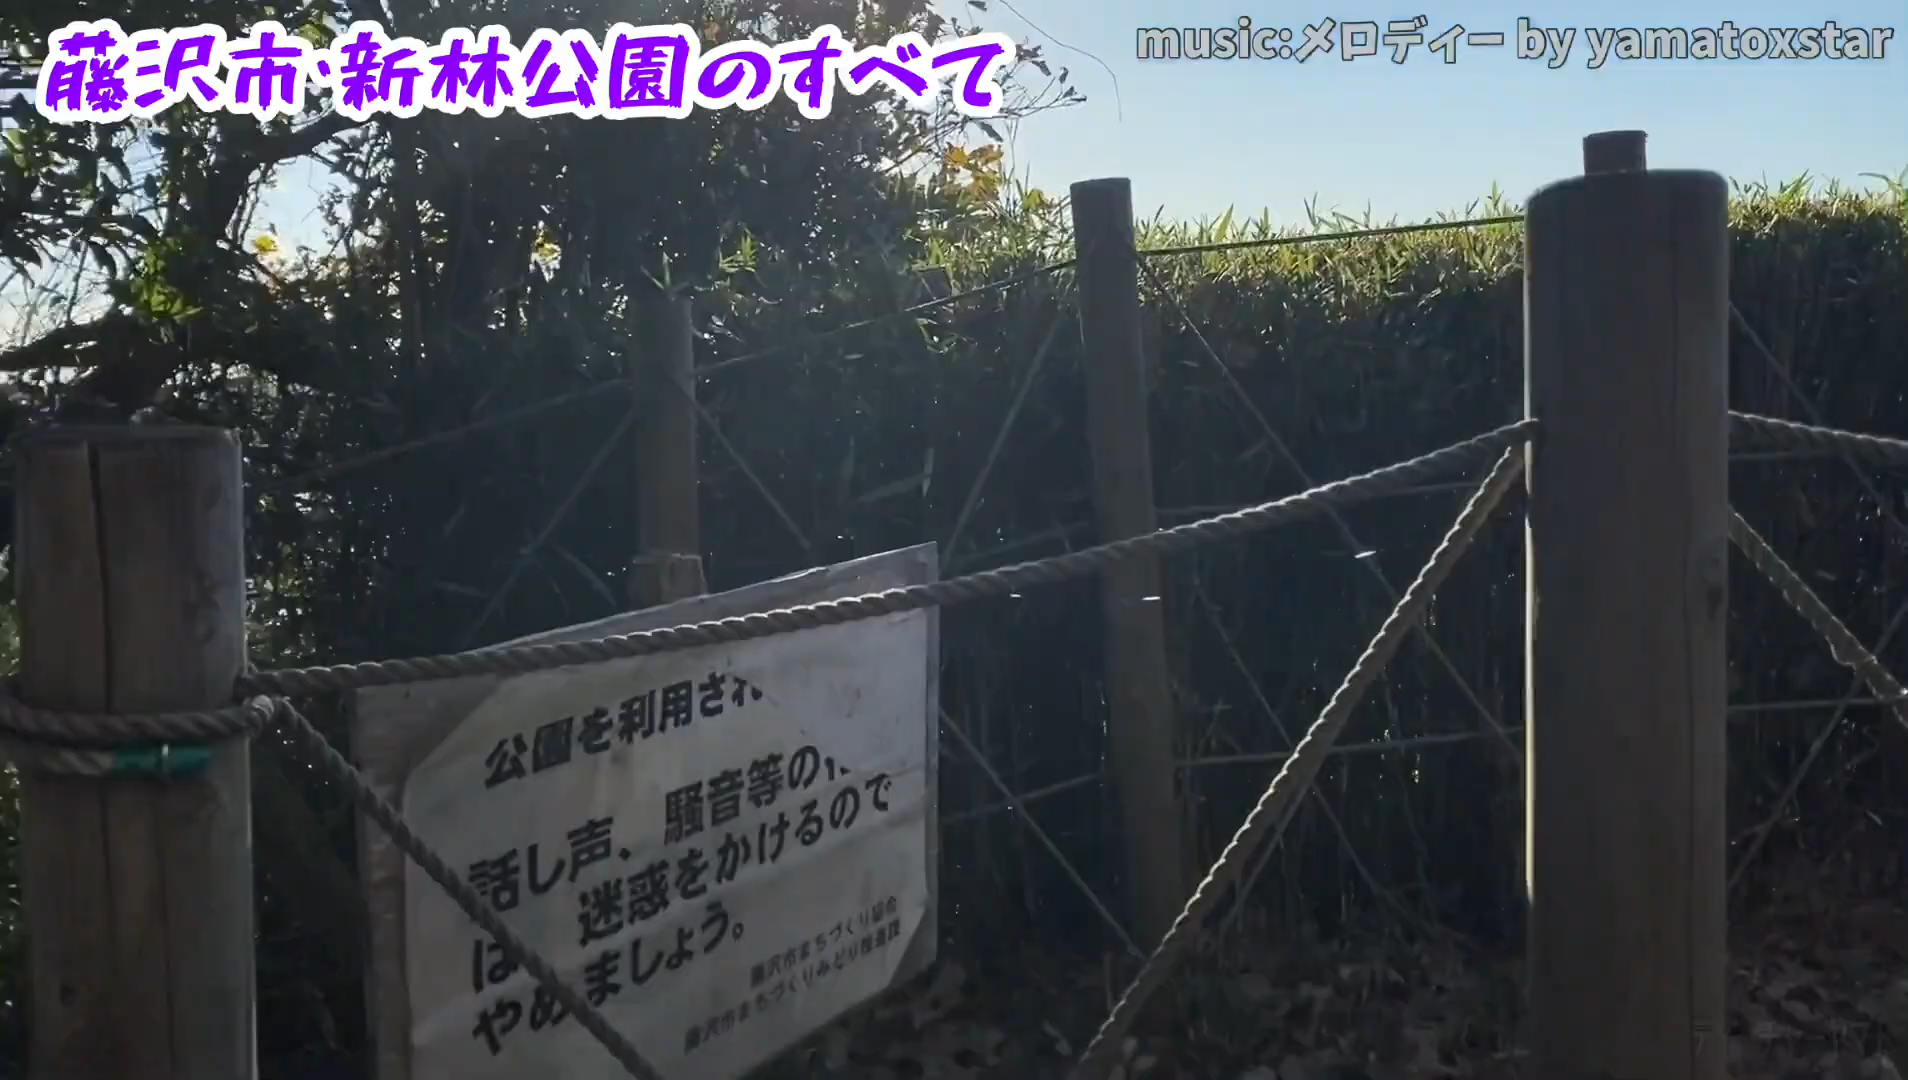 藤沢市・新林公園のすべて
music:メロディー by yamatoxstar
公園を利用され
話し声、騒音等の
迷惑をかけるので
は
やめましょう。
藤沢市まちづくり協会
藤沢市まちづくりみどり推進課